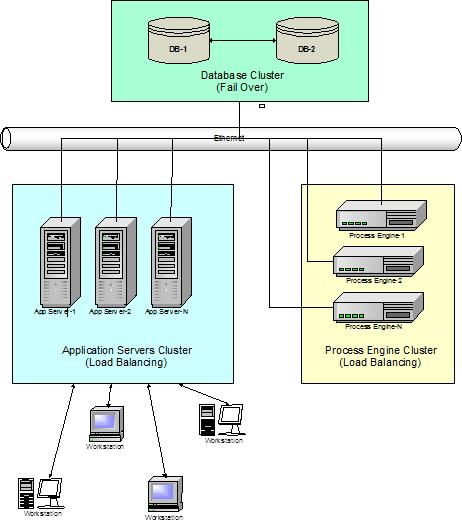 DB-1
DB-2
Database Cluster
(Fail Over)
Ethernet
App Server-1
App Server-2
App Server-N
Application Servers Cluster
(Load Balancing)
Process Engine-1
Process Engine-2
Process Engine-N
Process Engine Cluster
(Load Balancing)
Workstation
Workstation
Workstation
Workstation